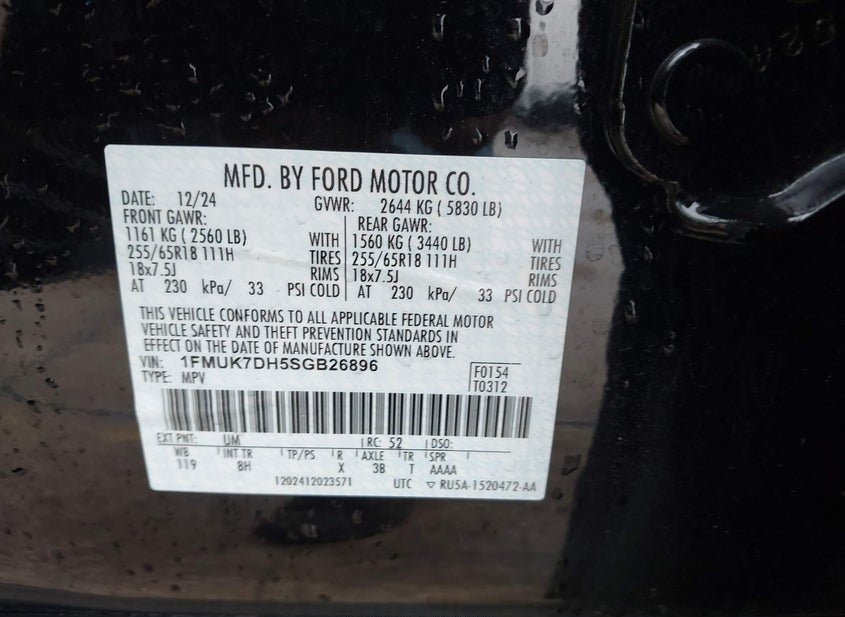 MFD. BY FORD MOTOR CO.
DATE: 12/24 GVWR: 2644 KG ( 5830 LB)
FRONT GAWR: REAR GAWR:
1161 KG ( 2560 LB) WITH 1560 KG ( 3440 LB) WITH
255/65R18 111H TIRES 255/65R18 111H TIRES
18x7.5J RIMS 18x7.5J RIMS
AT 230 kPa/ 33 PSI COLD AT 230 kPa/ 33 PSI COLD
THIS VEHICLE CONFORMS TO ALL APPLICABLE FEDERAL MOTOR
VEHICLE SAFETY AND THEFT PREVENTION STANDARDS IN
EFFECT ON THE DATE OF MANUFACTURE SHOWN ABOVE.
VIN: 1FMUK7DH5SGB26896 F0154
TYPE: MPV T0312
EXT PNT: UM RC: 52 DSO:
WB INT TR TP/PS R AXLE TR SPR
119 8H X 3B T AAAA
1202412023571 UTC ▽ RU5A-1520472-AA